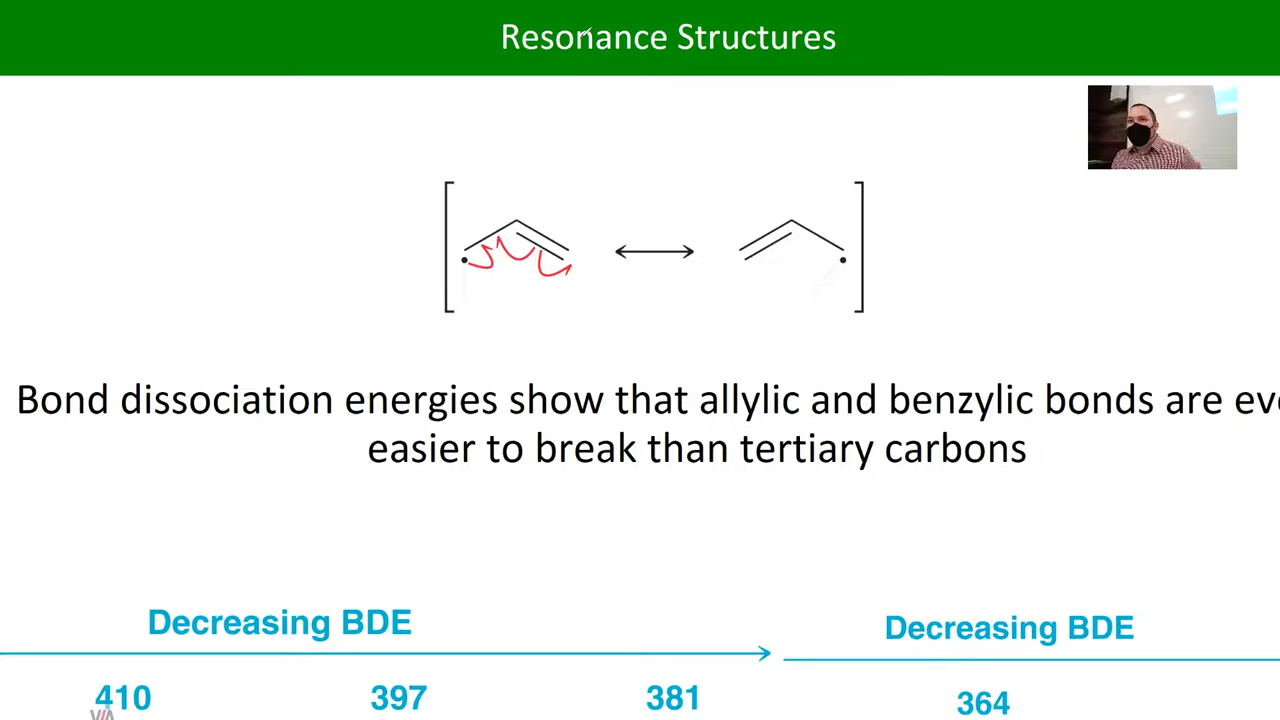 Resonance Structures
Bond dissociation energies show that allylic and benzylic bonds are
easier to break than tertiary carbons
Decreasing BDE
Decreasing BDE
410 397 381 364